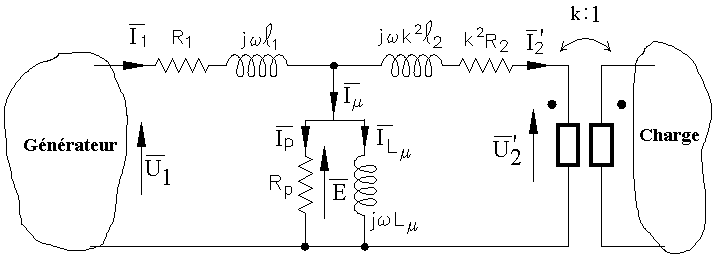 k:1
I̅1 R1 jωℓ1 jωk²ℓ2 k²R2 I̅2'
I̅μ
Générateur U̅1 I̅p I̅Lμ U̅2' Charge
Rp E̅
jωLμ